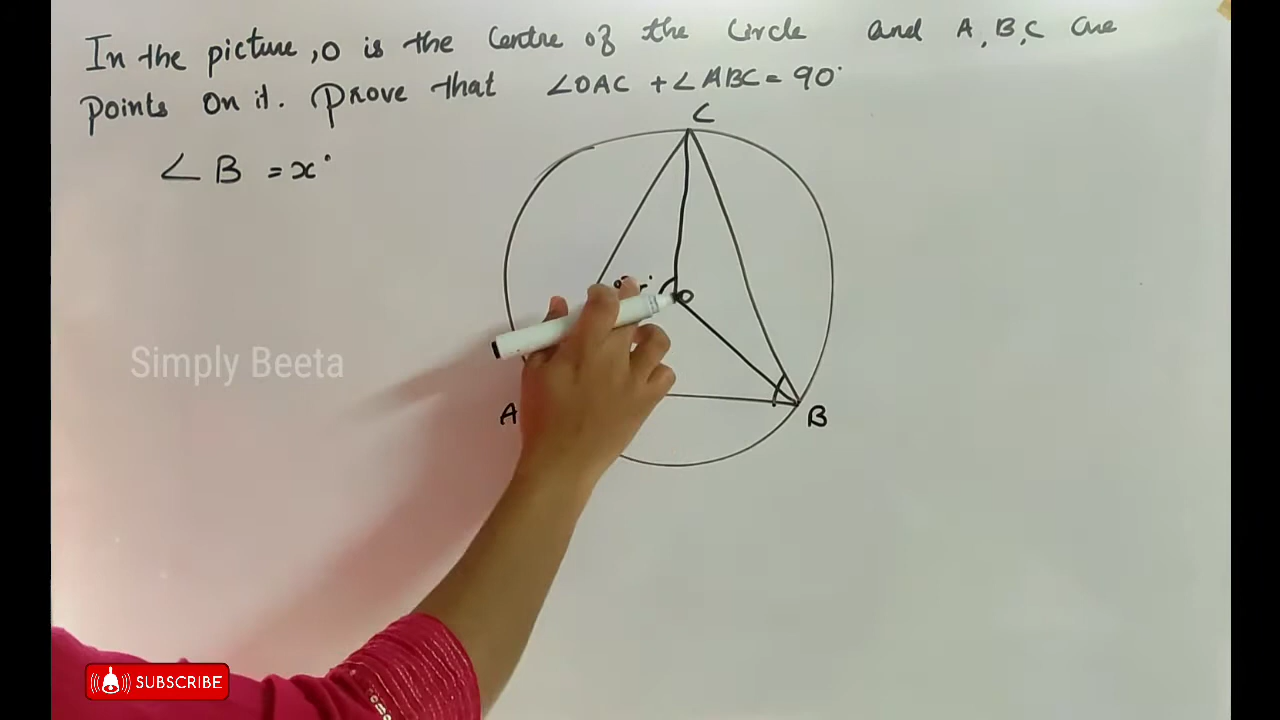 In the picture, O is the Centre of the Circle and A, B, C are
points on it. Prove that ∠OAC + ∠ABC = 90°
C
∠B = x°
O
Simply Beeta
A
B
SUBSCRIBE